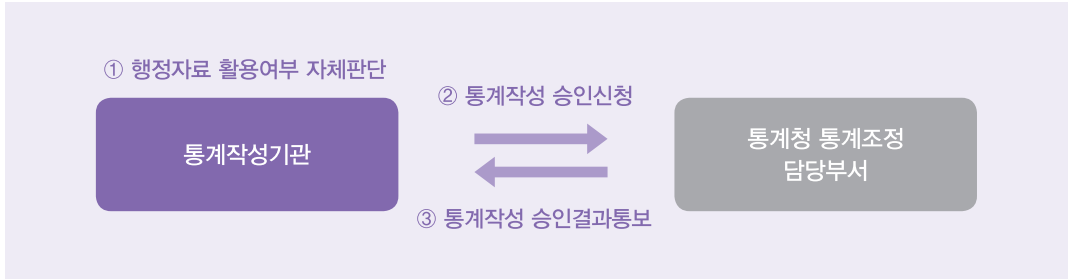 ① 행정자료 활용여부 자체판단
통계작성기관
② 통계작성 승인신청
③ 통계작성 승인결과통보
통계청 통계조정
담당부서